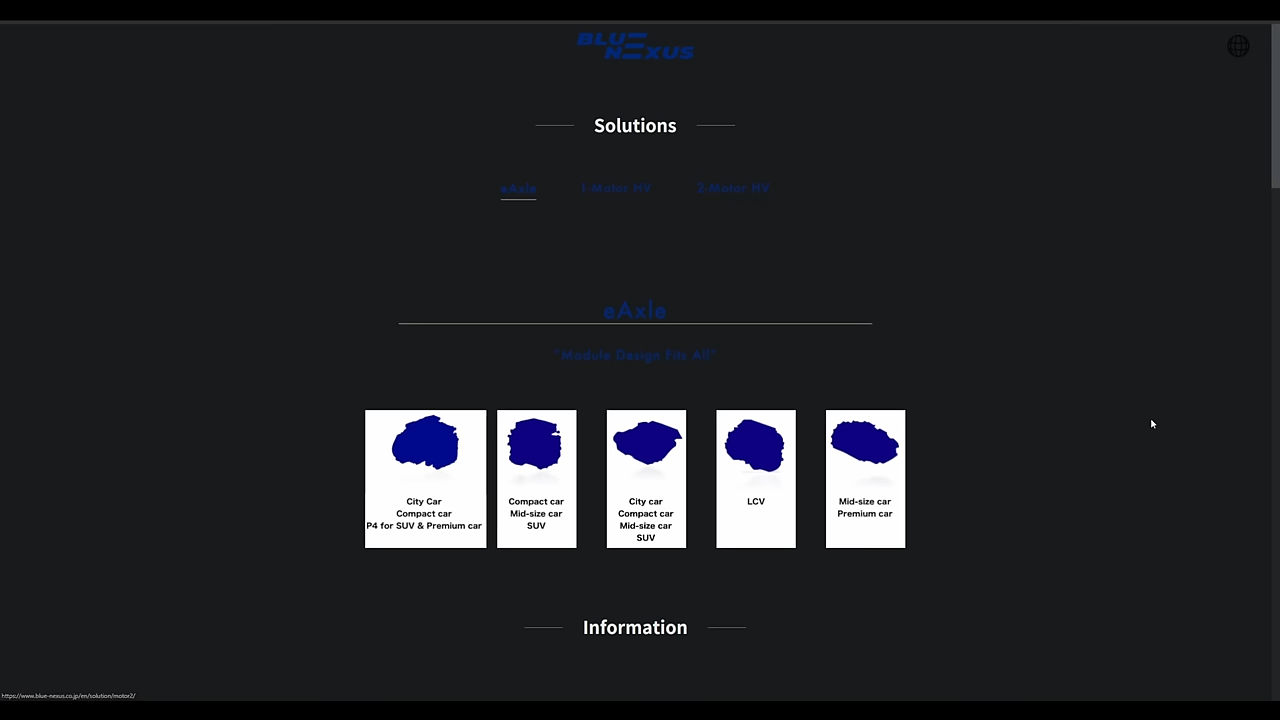 BLUE
NEXUS
Solutions
eAxle
1-Motor HV
2-Motor HV
eAxle
"Module Design Fits All"
City Car
Compact car
P4 for SUV & Premium car
Compact car
Mid-size car
SUV
City car
Compact car
Mid-size car
SUV
LCV
Mid-size car
Premium car
Information
https://www.blue-nexus.co.jp/en/solution/motor2/